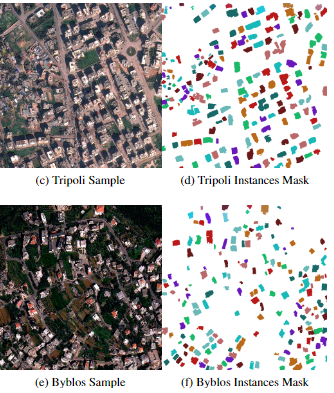 (c) Tripoli Sample
(d) Tripoli Instances Mask
(e) Byblos Sample
(f) Byblos Instances Mask